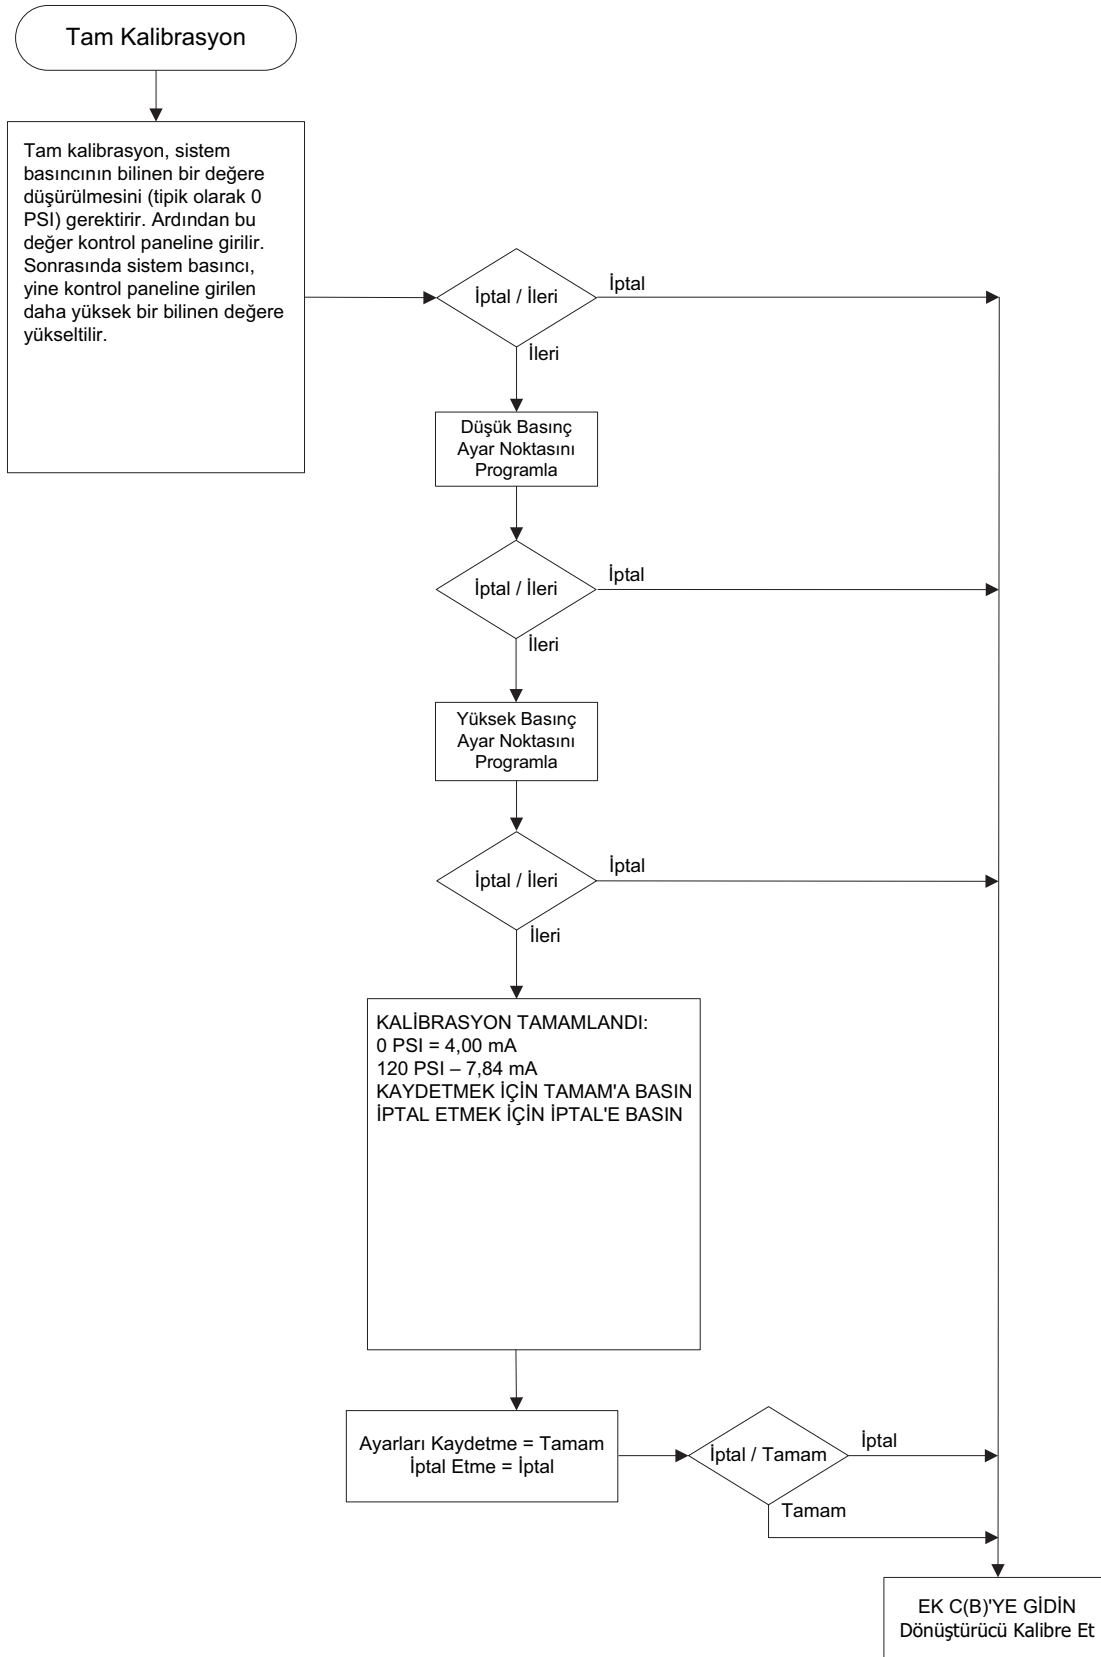 Tam Kalibrasyon
Tam kalibrasyon, sistem
basıncının bilinen bir değere
düşürülmesini (tipik olarak 0
PSI) gerektirir. Ardından bu
değer kontrol paneline girilir.
Sonrasında sistem basıncı,
yine kontrol paneline girilen
daha yüksek bir bilinen değere
yükseltilir.
İptal / İleri
İptal
İleri
Düşük Basınç
Ayar Noktasını
Programla
İptal / İleri
İptal
İleri
Yüksek Basınç
Ayar Noktasını
Programla
İptal / İleri
İptal
İleri
KALİBRASYON TAMAMLANDI:
0 PSI = 4,00 mA
120 PSI – 7,84 mA
KAYDETMEK İÇİN TAMAM'A BASIN
İPTAL ETMEK İÇİN İPTAL'E BASIN
Ayarları Kaydetme = Tamam
İptal Etme = İptal
İptal / Tamam
İptal
Tamam
EK C(B)'YE GİDİN
Dönüştürücü Kalibre Et